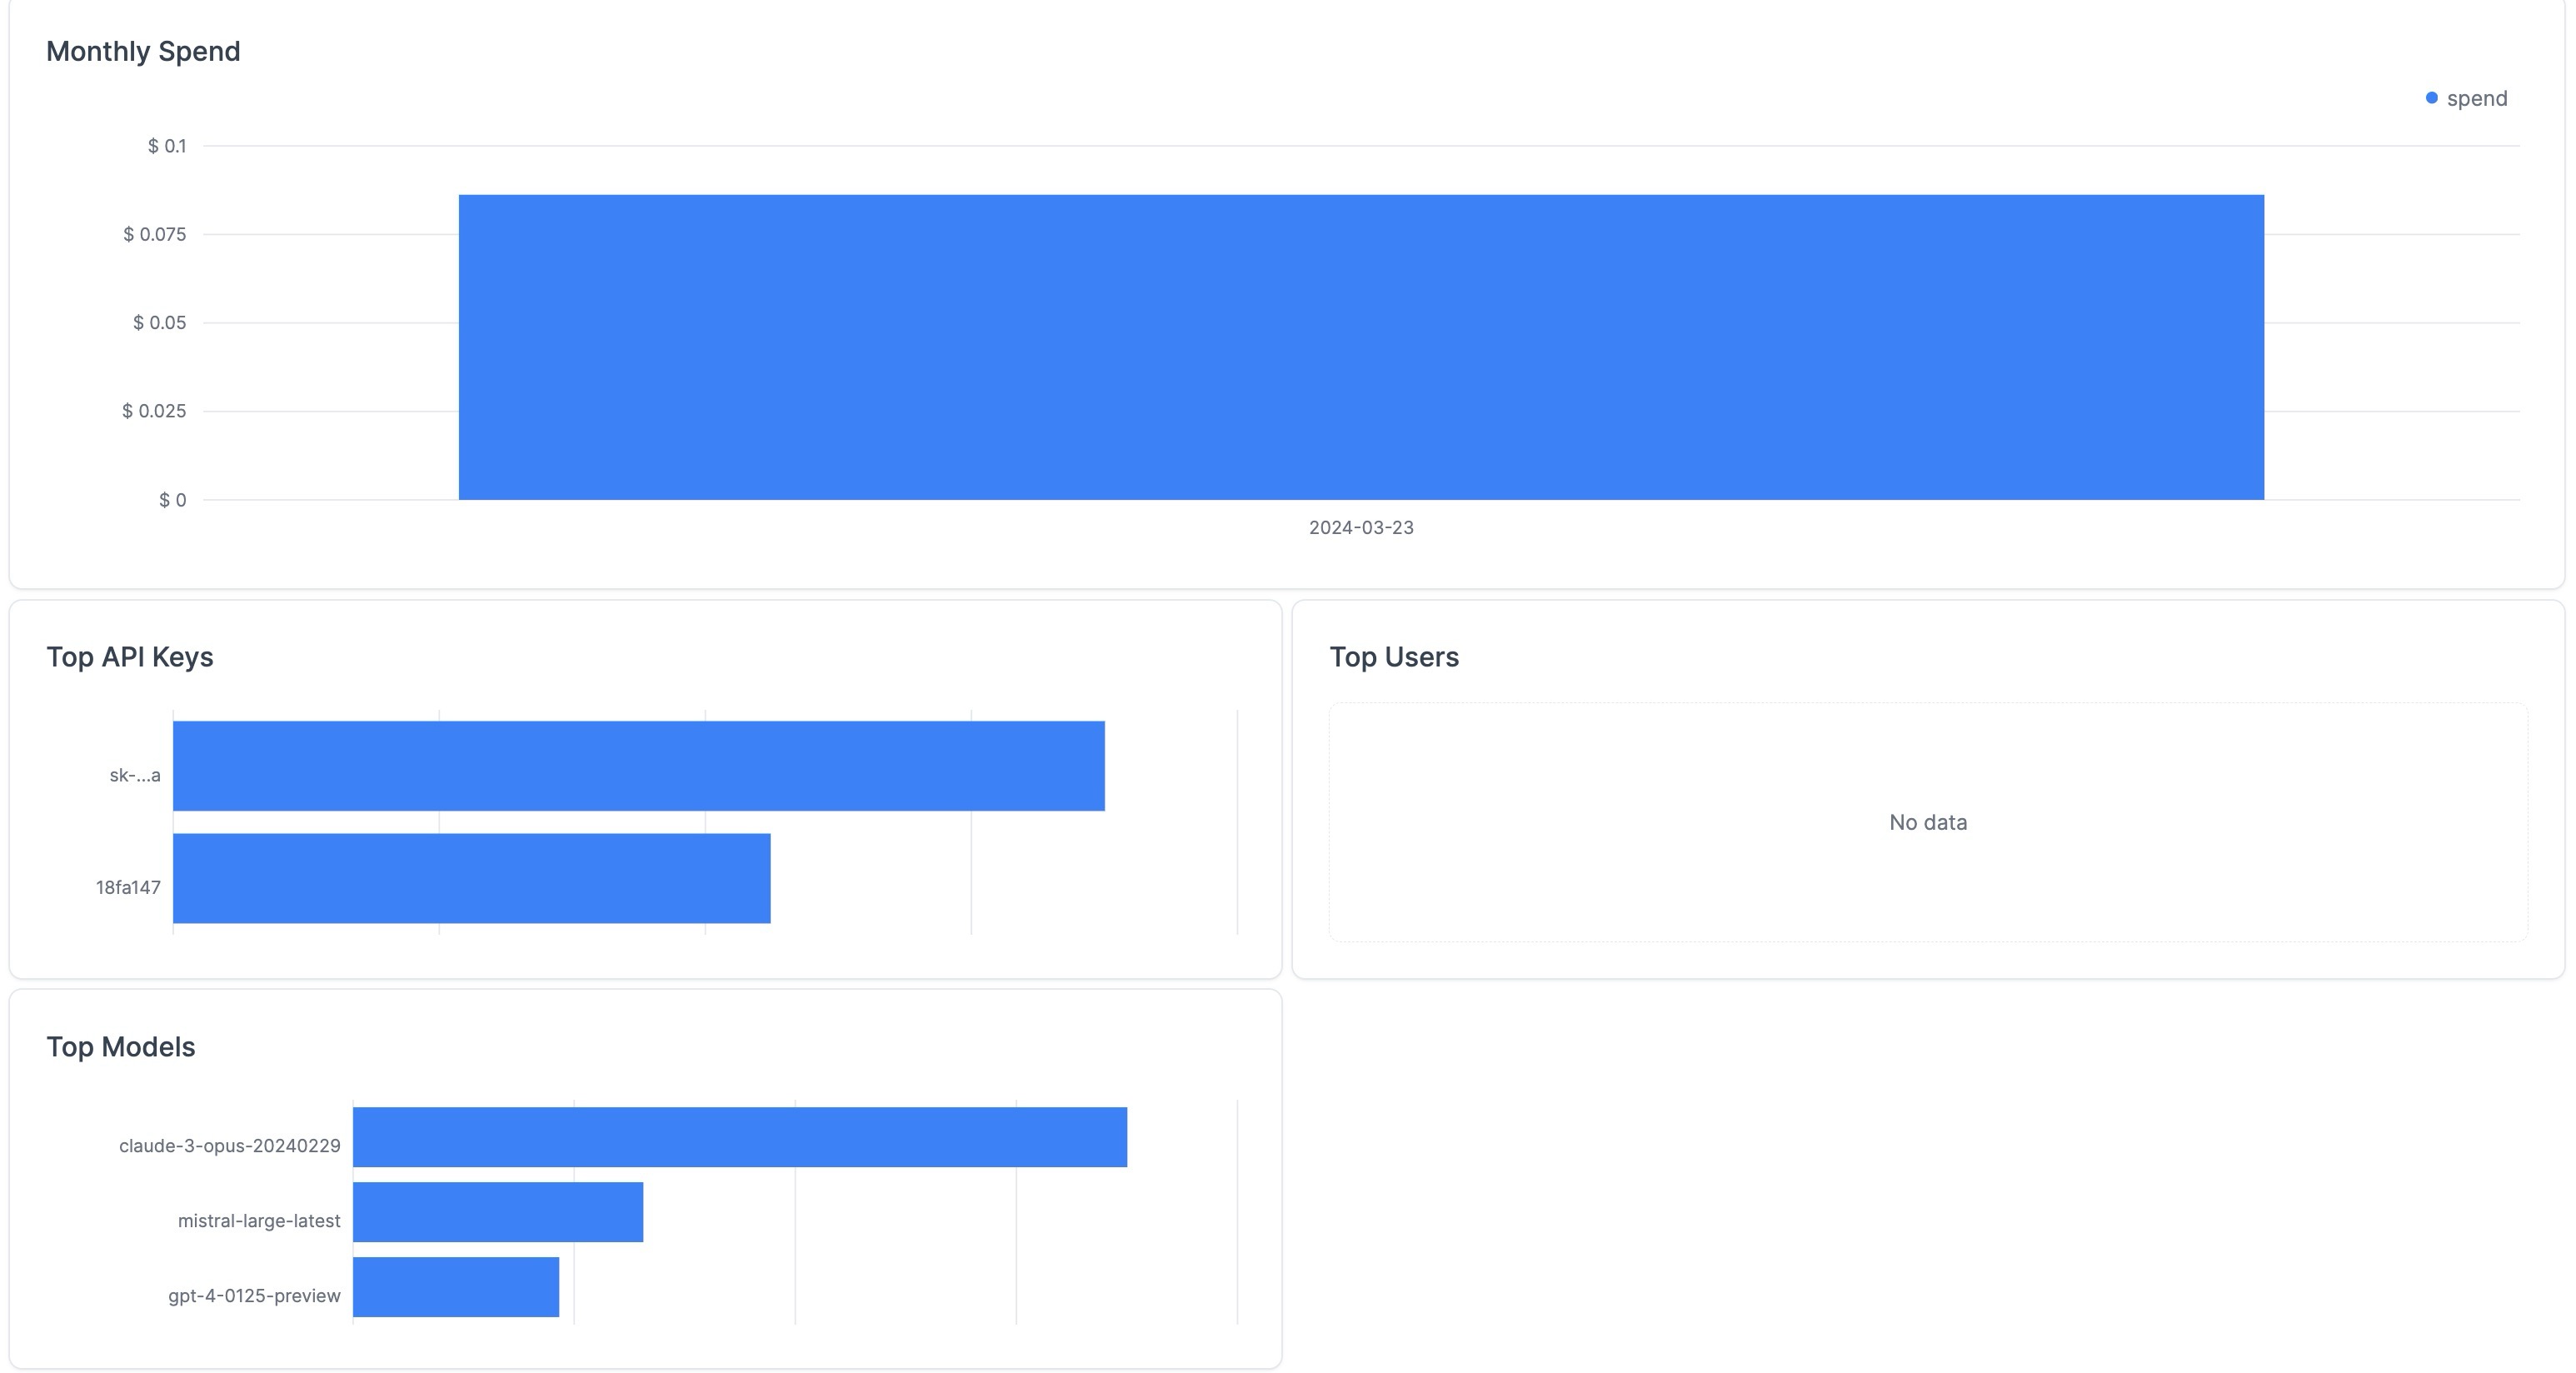 Monthly Spend
spend
$ 0.1
$ 0.075
$ 0.05
$ 0.025
$ 0
2024-03-23
Top API Keys
sk-...a
18fa147
Top Users
No data
Top Models
claude-3-opus-20240229
mistral-large-latest
gpt-4-0125-preview